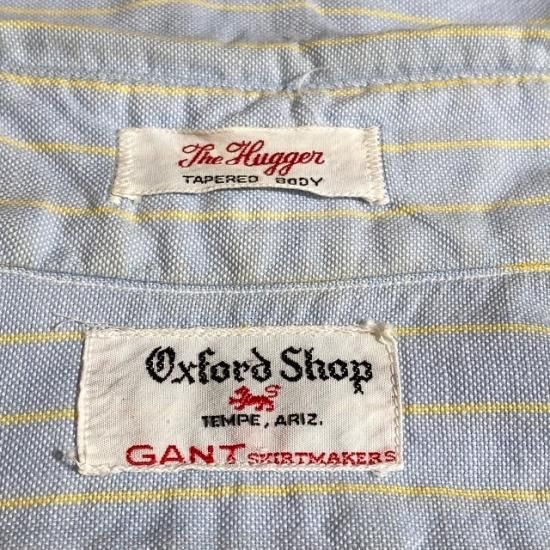 The Hugger
TAPERED BODY
Oxford Shop
TEMPE, ARIZ.
GANT SHIRTMAKERS